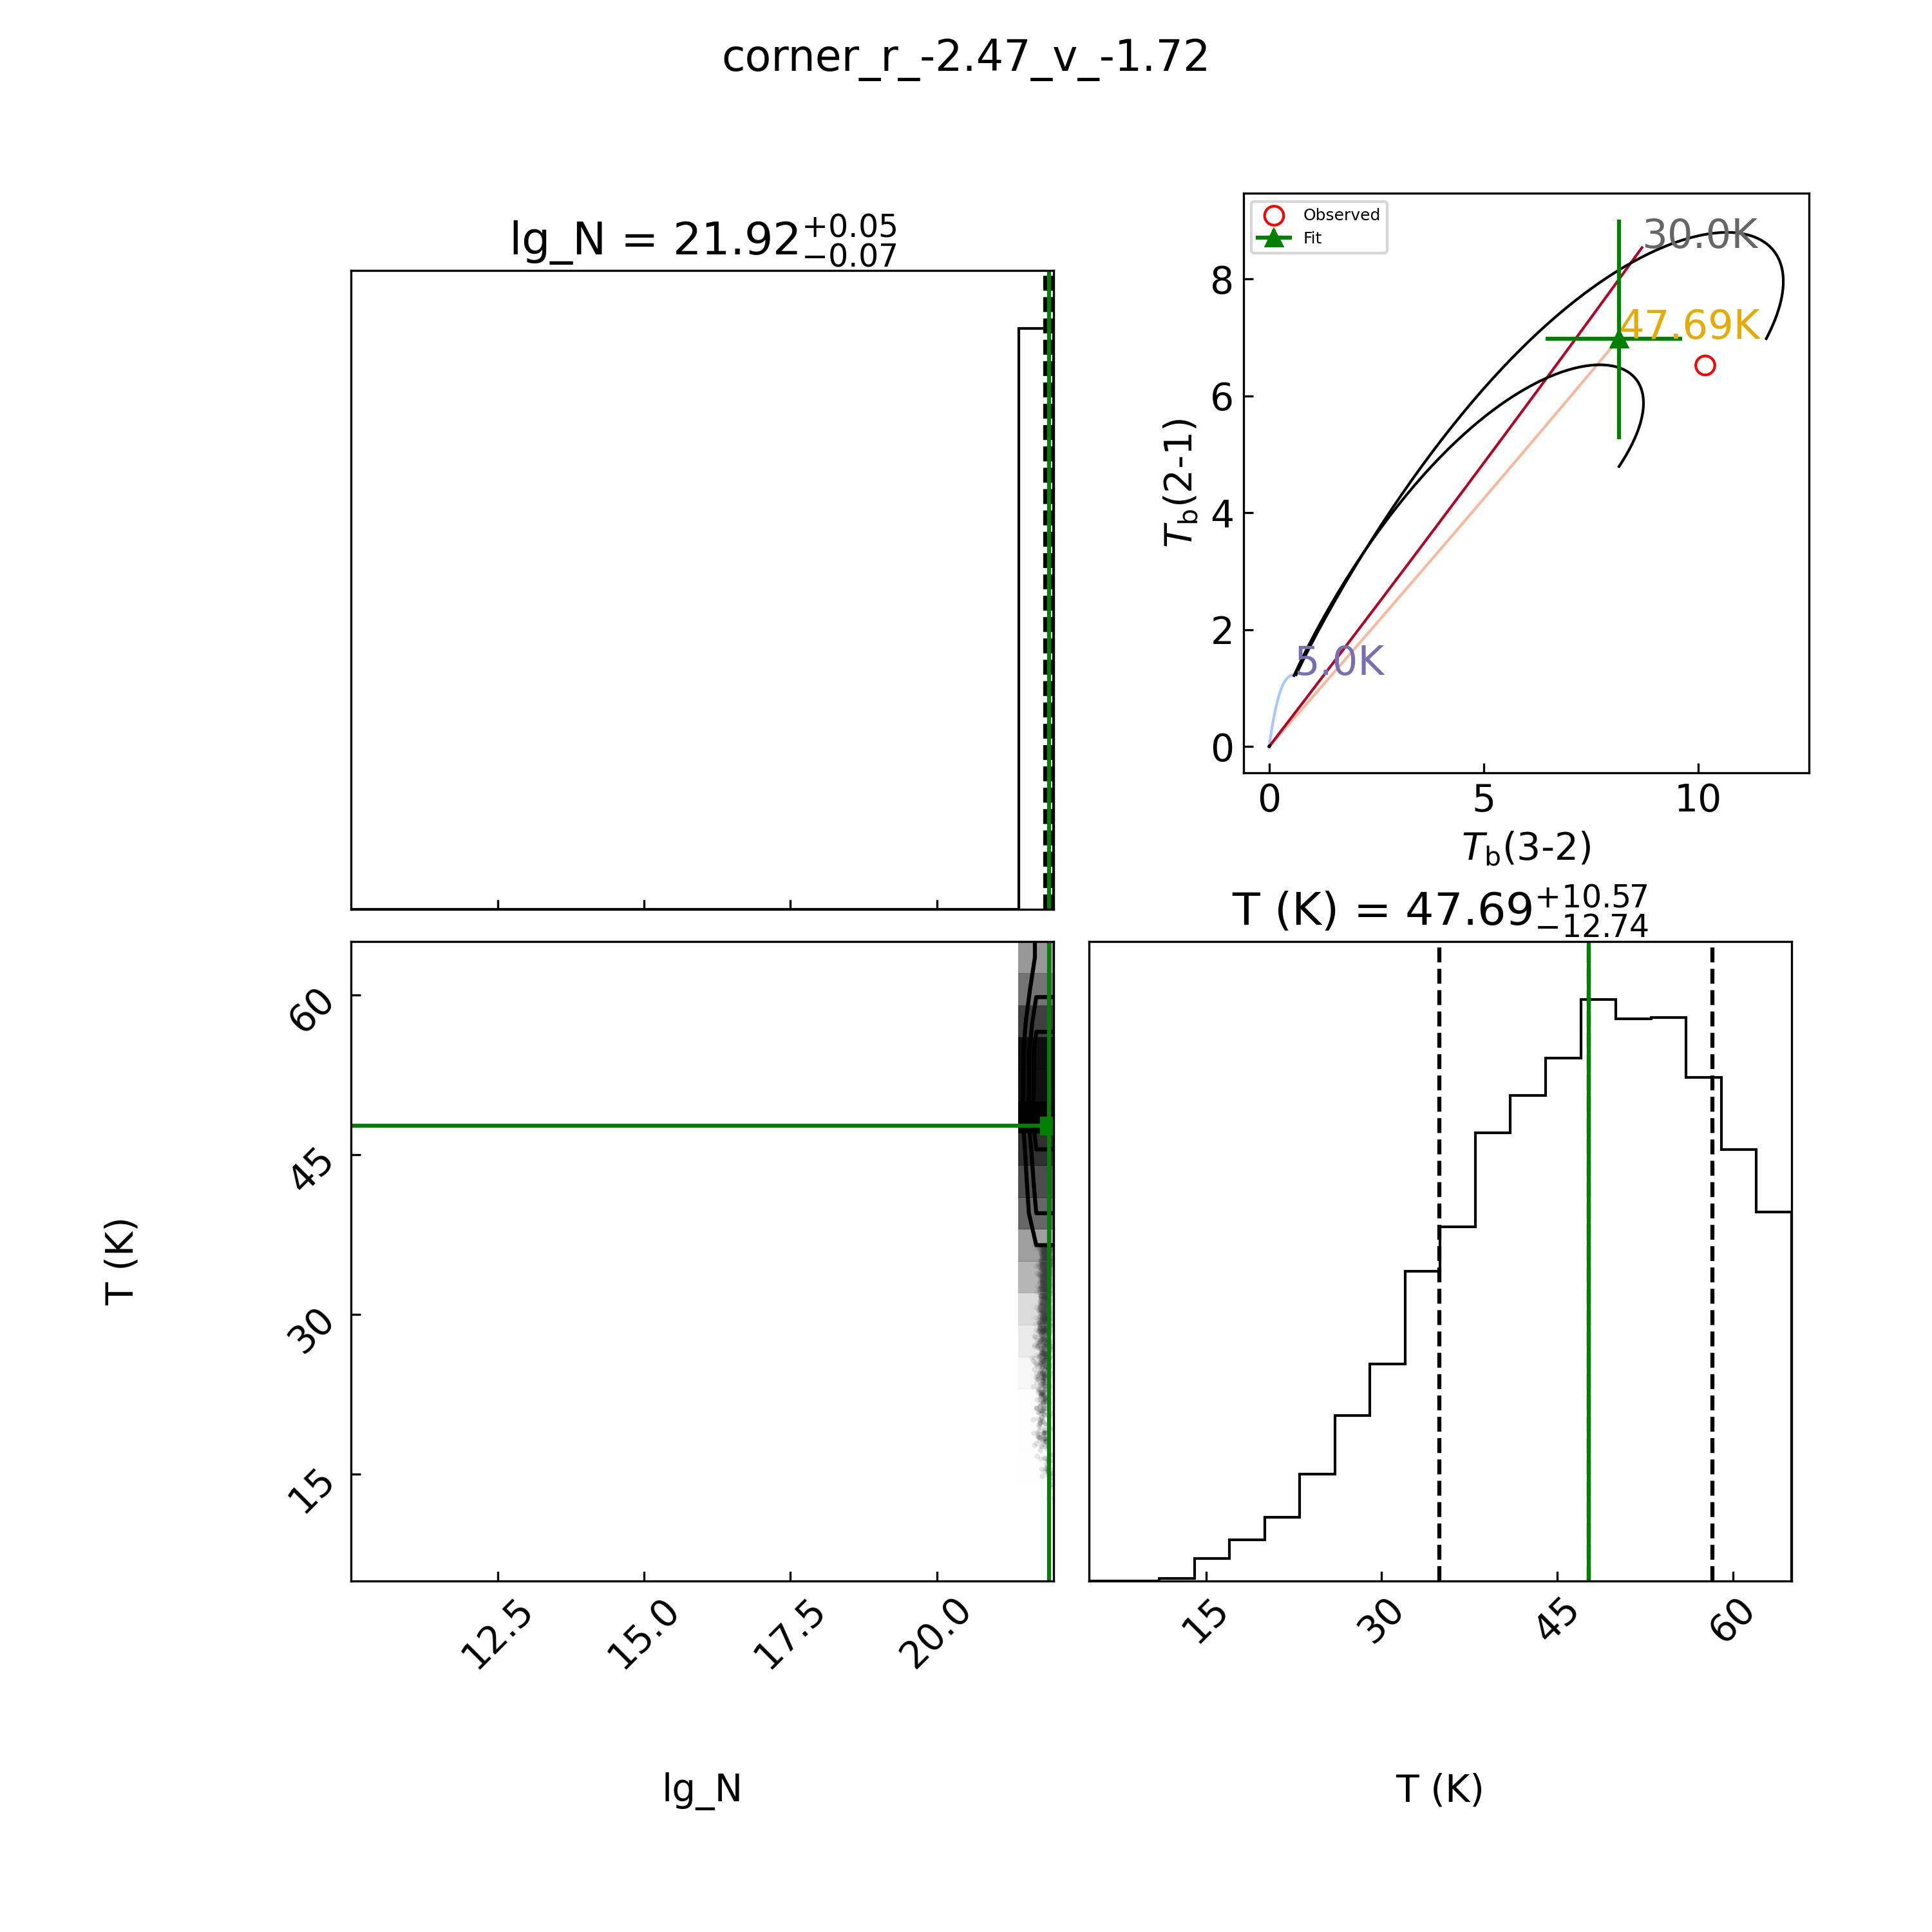 corner_r_-2.47_v_-1.72
lg_N = 21.92 +0.05 −0.07
Observed
Fit
30.0K
47.69K
5.0K
8
6
4
2
0
T_b(2-1)
0 5 10
T_b(3-2)
T (K) = 47.69 +10.57 −12.74
60
45
30
15
T (K)
12.5 15.0 17.5 20.0
15 30 45 60
lg_N
T (K)